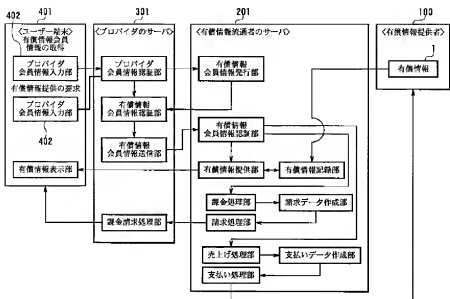 401
301
201
100
402
<ユーザー端末>
有償情報会員
情報の取得
プロバイダ
会員情報入力部
有償情報提供の要求
プロバイダ
会員情報入力部
402
有償情報表示部
<プロバイダのサーバ>
プロバイダ
会員情報認証部
有償情報
会員情報認証部
有償情報
会員情報送信部
課金請求処理部
<有償情報流通者のサーバ>
有償情報
会員情報発行部
有償情報
会員情報認証部
有償情報提供部
有償情報記録部
課金処理部
請求データ作成部
請求処理部
売上げ処理部
支払いデータ作成部
支払い処理部
<有償情報提供者>
1
有償情報